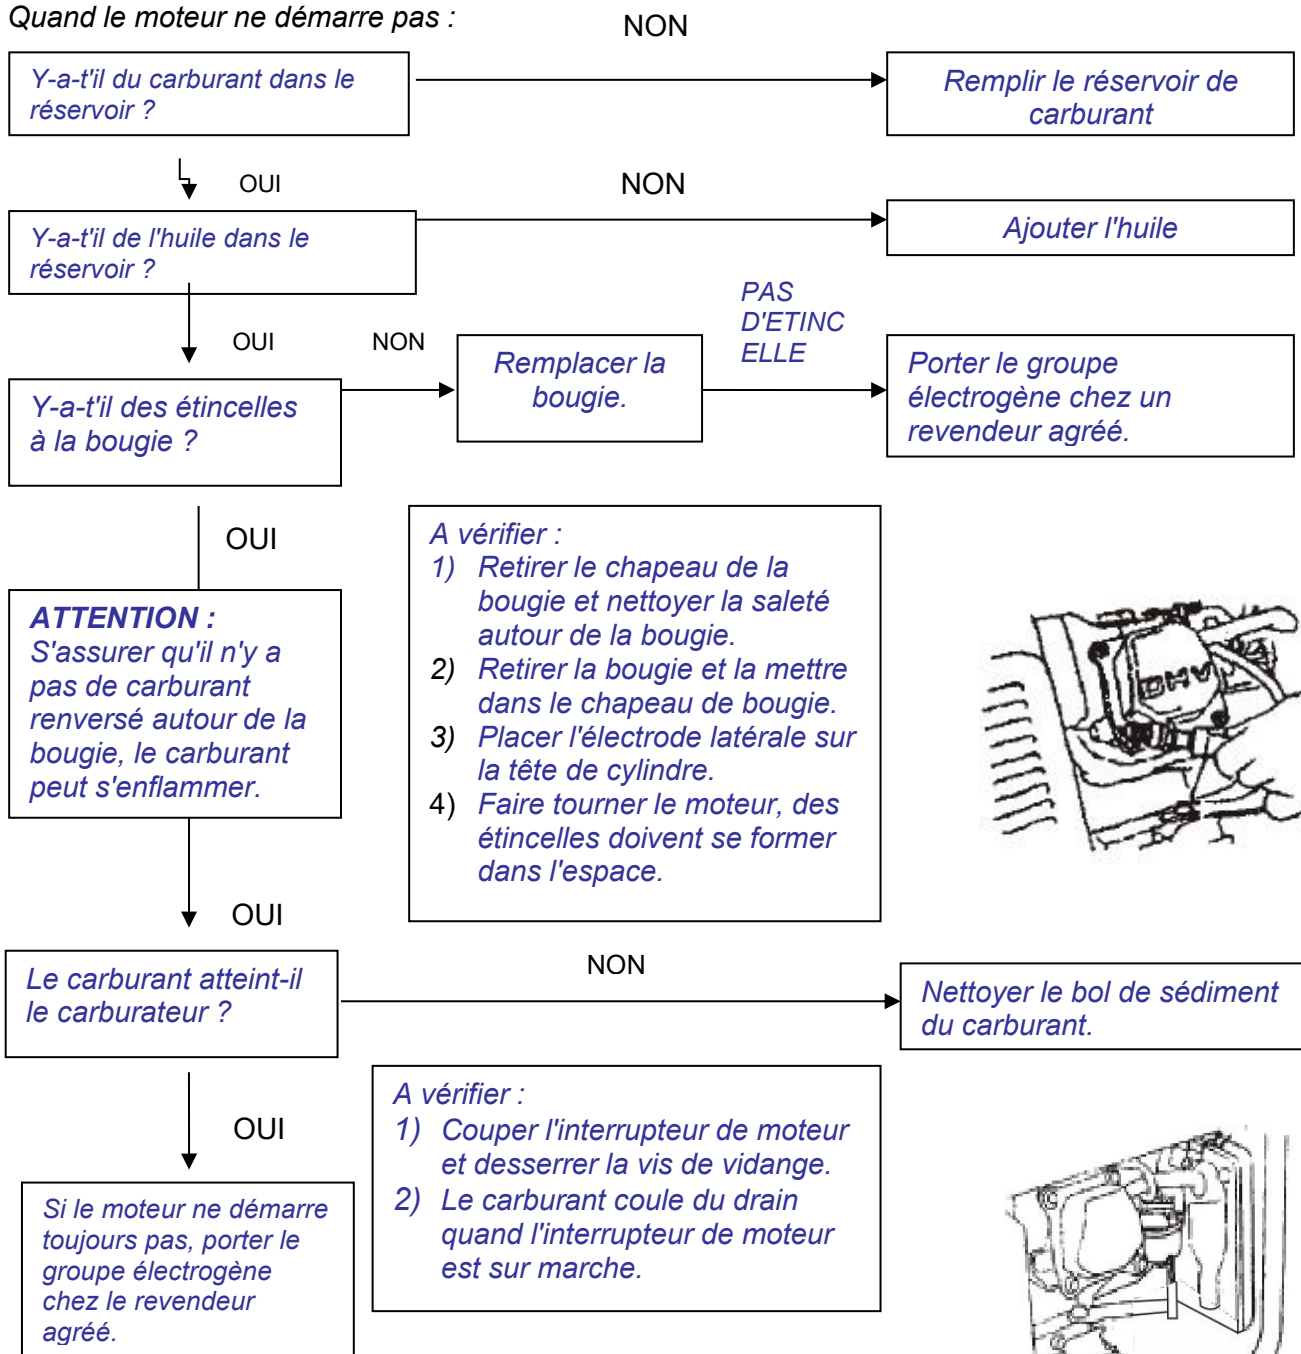 Quand le moteur ne démarre pas :
NON
Y-a-t'il du carburant dans le
réservoir ?
Remplir le réservoir de
carburant
OUI
NON
Y-a-t'il de l'huile dans le
réservoir ?
Ajouter l'huile
OUI
NON
PAS
D'ETINC
ELLE
Y-a-t'il des étincelles
à la bougie ?
Remplacer la
bougie.
Porter le groupe
électrogène chez un
revendeur agréé.
OUI
ATTENTION :
S'assurer qu'il n'y a
pas de carburant
renversé autour de la
bougie, le carburant
peut s'enflammer.
A vérifier :
1) Retirer le chapeau de la
bougie et nettoyer la saleté
autour de la bougie.
2) Retirer la bougie et la mettre
dans le chapeau de bougie.
3) Placer l'électrode latérale sur
la tête de cylindre.
4) Faire tourner le moteur, des
étincelles doivent se former
dans l'espace.
OHV
OUI
Le carburant atteint-il
le carburateur ?
NON
Nettoyer le bol de sédiment
du carburant.
OUI
A vérifier :
1) Couper l'interrupteur de moteur
et desserrer la vis de vidange.
2) Le carburant coule du drain
quand l'interrupteur de moteur
est sur marche.
Si le moteur ne démarre
toujours pas, porter le
groupe électrogène
chez le revendeur
agréé.